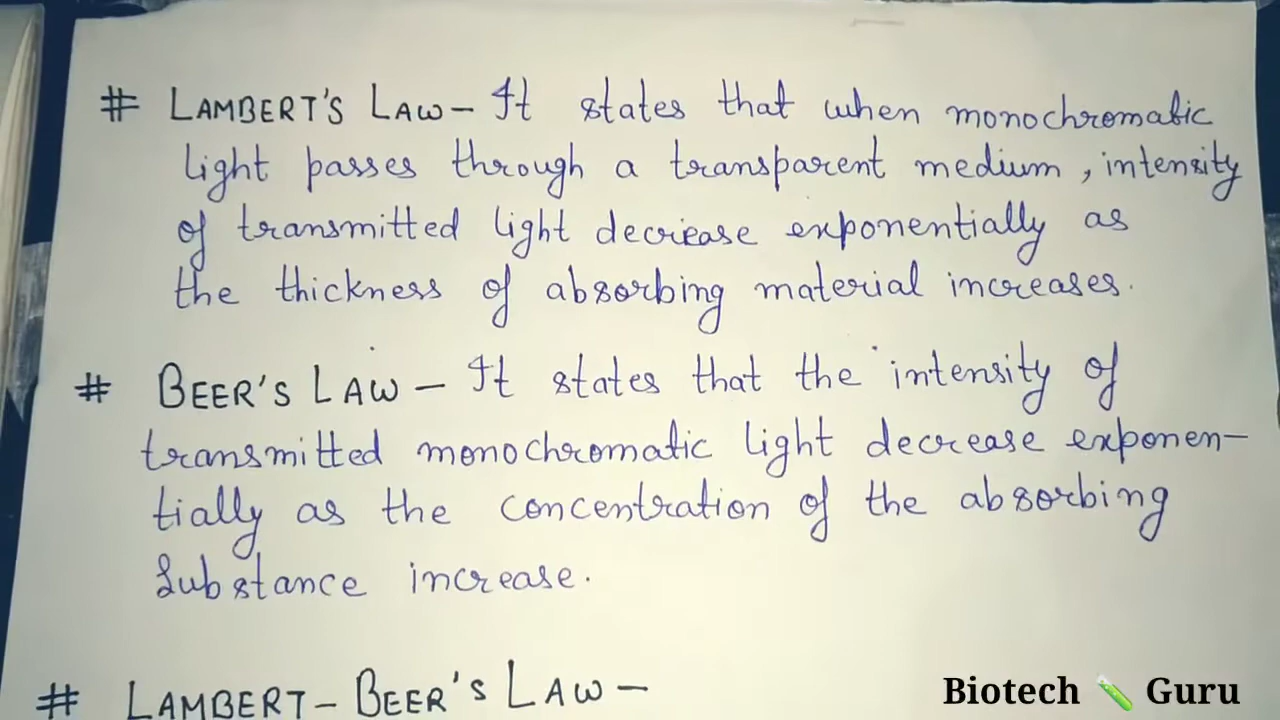 # LAMBERT'S LAW - It states that when monochromatic
light passes through a transparent medium, intensity
of transmitted light decrease exponentially as
the thickness of absorbing material increases.
# BEER'S LAW - It states that the intensity of
transmitted monochromatic light decrease exponen-
tially as the concentration of the absorbing
Substance increase.
# LAMBERT-BEER'S LAW -
Biotech Guru